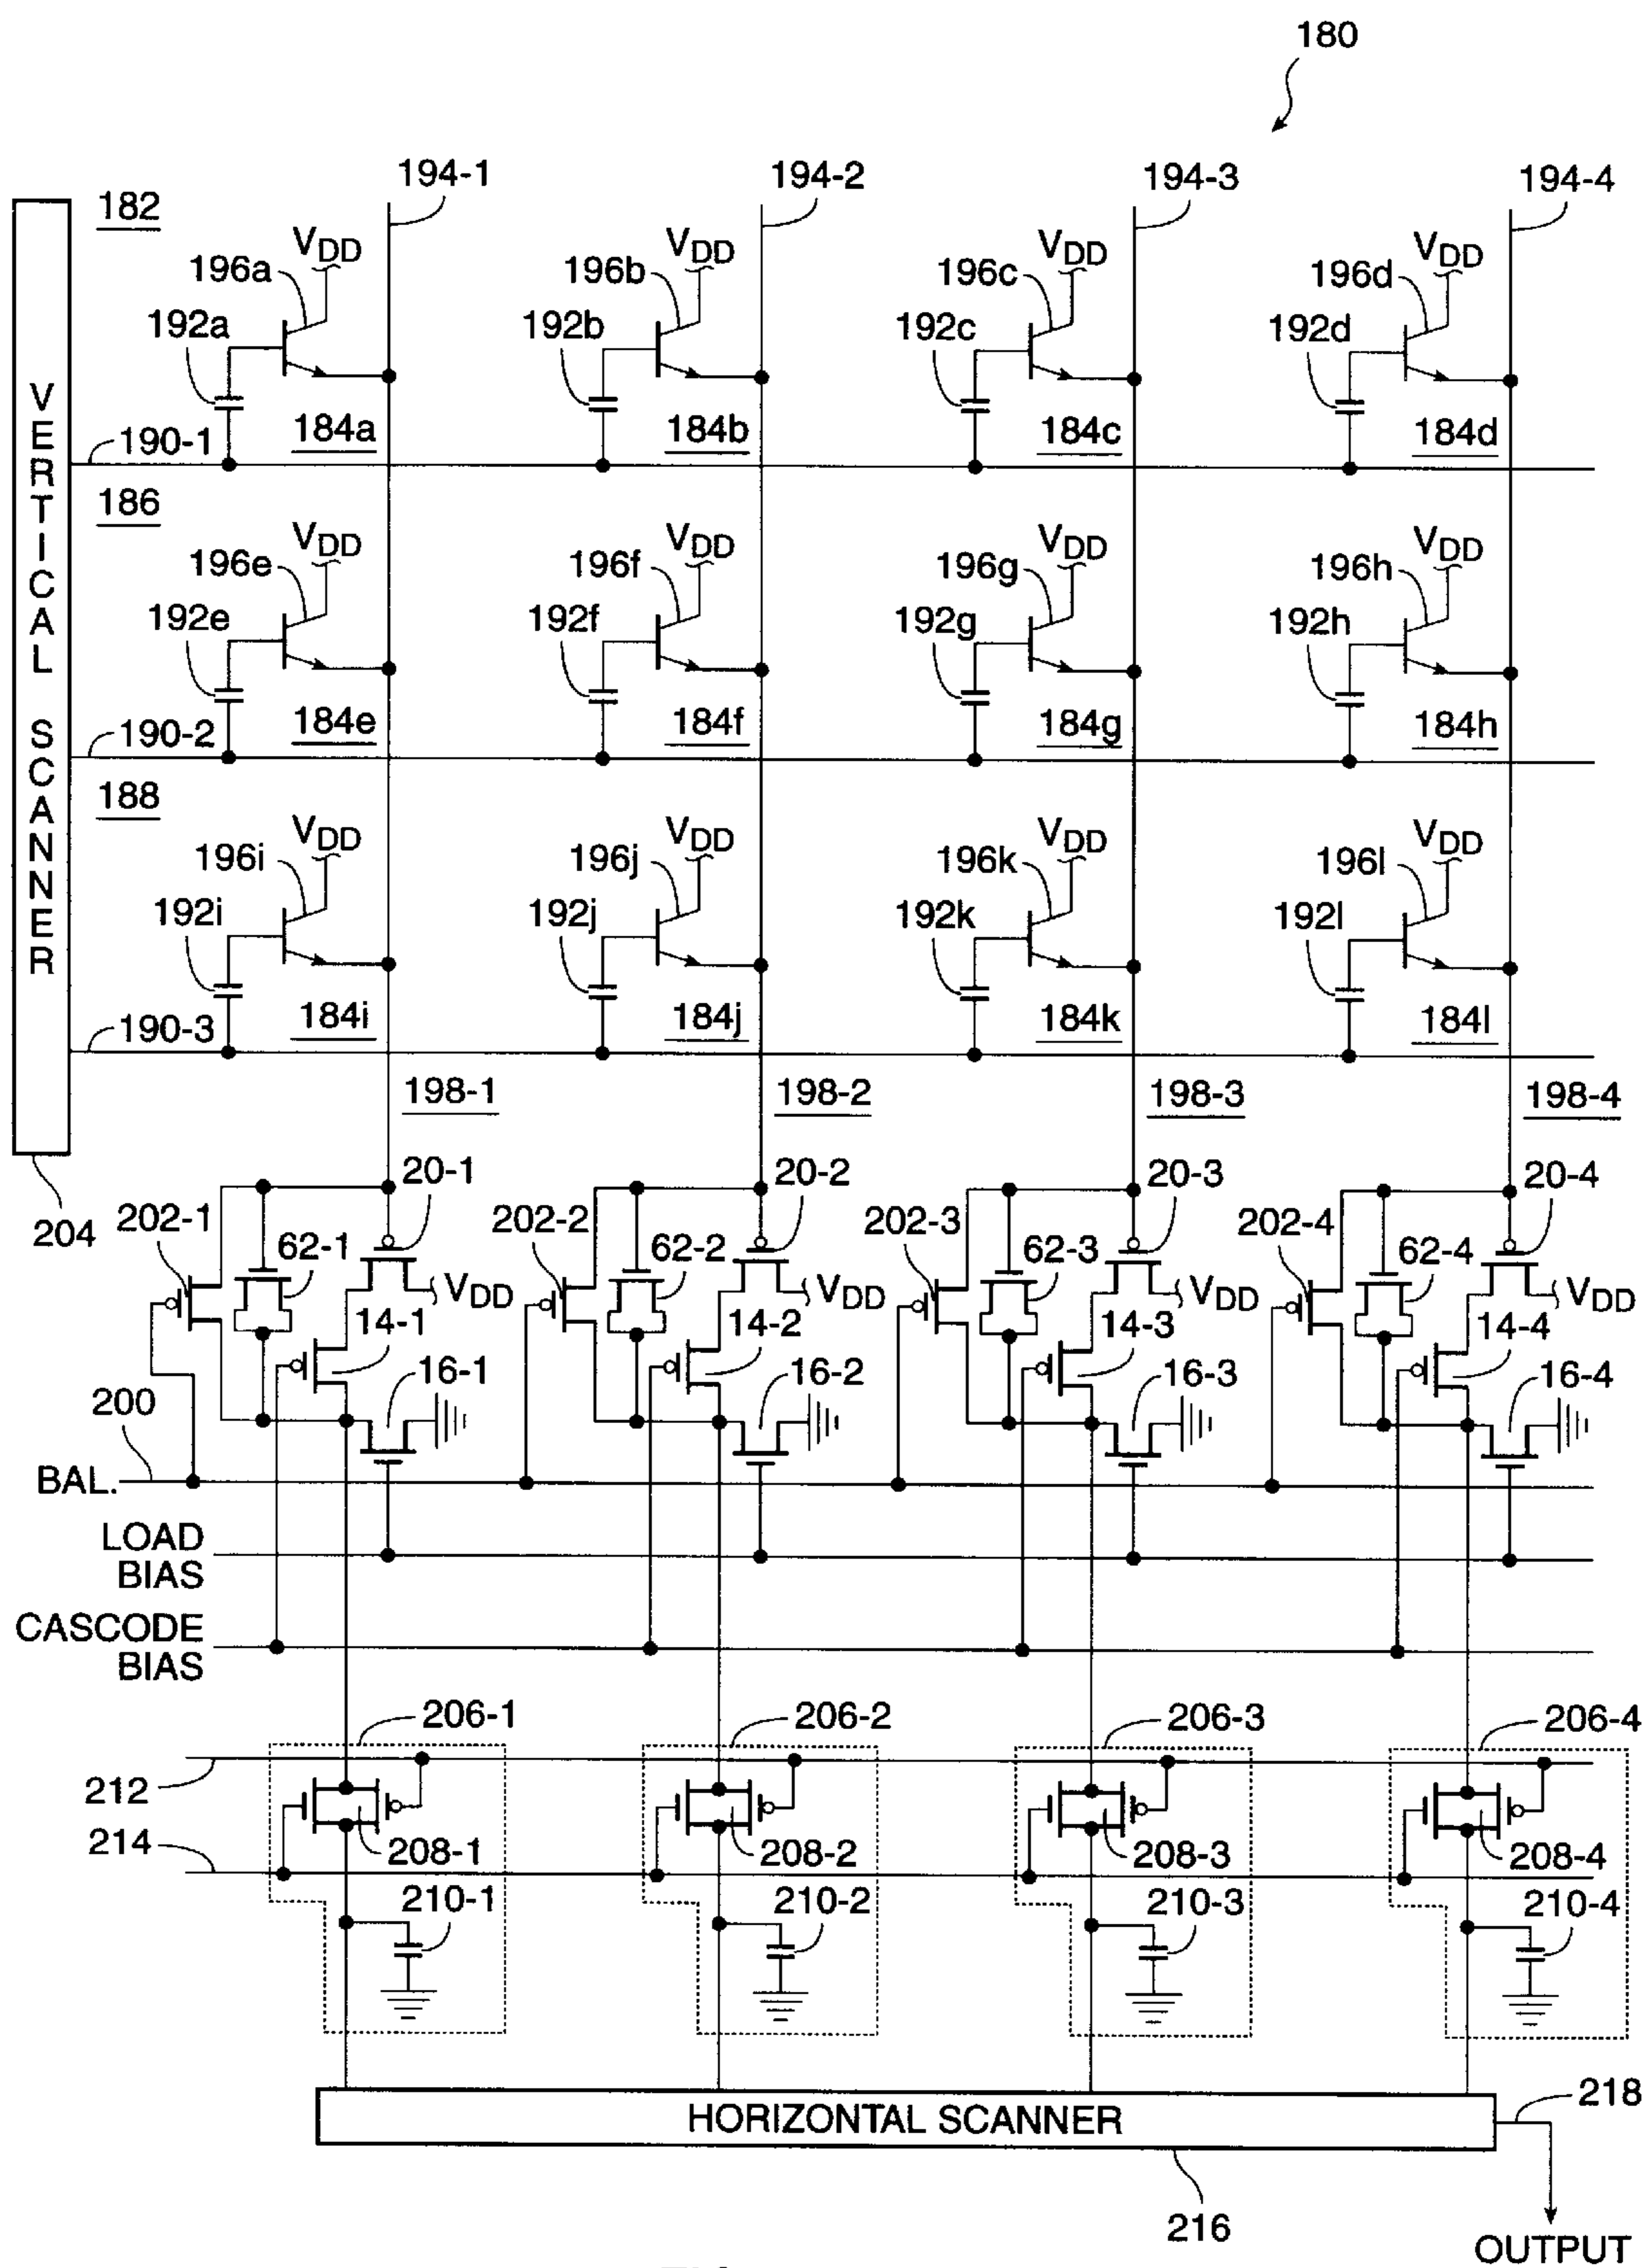 180
194-1 194-2 194-3 194-4
182
VDD VDD VDD VDD
196a 196b 196c 196d
192a 192b 192c 192d
184a 184b 184c 184d
190-1
186
VDD VDD VDD VDD
196e 196f 196g 196h
192e 192f 192g 192h
184e 184f 184g 184h
190-2
188
VDD VDD VDD VDD
196i 196j 196k 196l
192i 192j 192k 192l
184i 184j 184k 184l
190-3
VERTICAL SCANNER
198-1 198-2 198-3 198-4
204
20-1 20-2 20-3 20-4
202-1 202-2 202-3 202-4
62-1 62-2 62-3 62-4
VDD VDD VDD VDD
14-1 14-2 14-3 14-4
16-1 16-2 16-3 16-4
200
BAL.
LOAD
BIAS
CASCODE
BIAS
206-1 206-2 206-3 206-4
212
214
208-1 208-2 208-3 208-4
210-1 210-2 210-3 210-4
HORIZONTAL SCANNER
218
216
OUTPUT